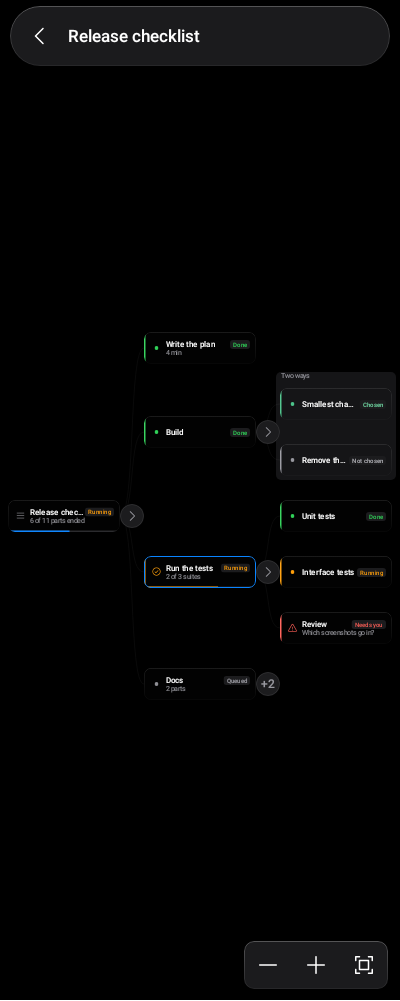 Release checklist
Write the plan
Done
4 min
Two ways
Smallest cha...
Chosen
Build
Done
Remove th...
Not chosen
Release chec...
Running
6 of 11 parts ended
Unit tests
Done
Run the tests
Running
2 of 3 suites
Interface tests
Running
Review
Needs you
Which screenshots go in?
Docs
Queued
2 parts
+2